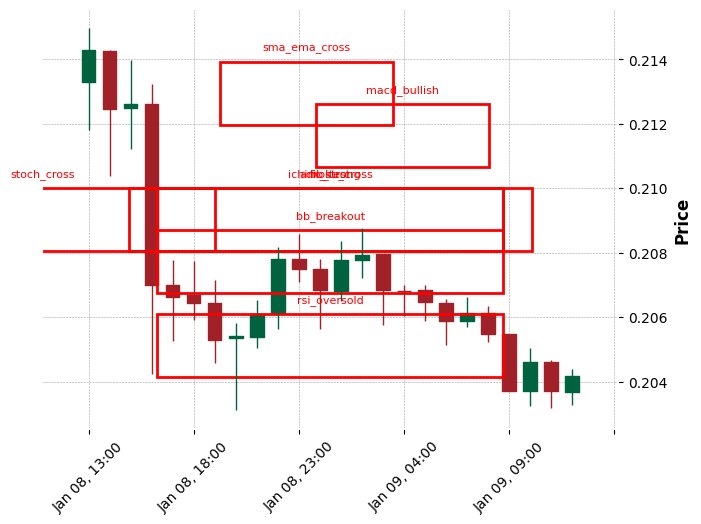 sma_ema_cross
macd_bullish
stoch_cross
bb_breakout
rsi_oversold
0.214
0.212
0.210
0.208
0.206
0.204
Price
Jan 08, 13:00
Jan 08, 18:00
Jan 08, 23:00
Jan 09, 04:00
Jan 09, 09:00